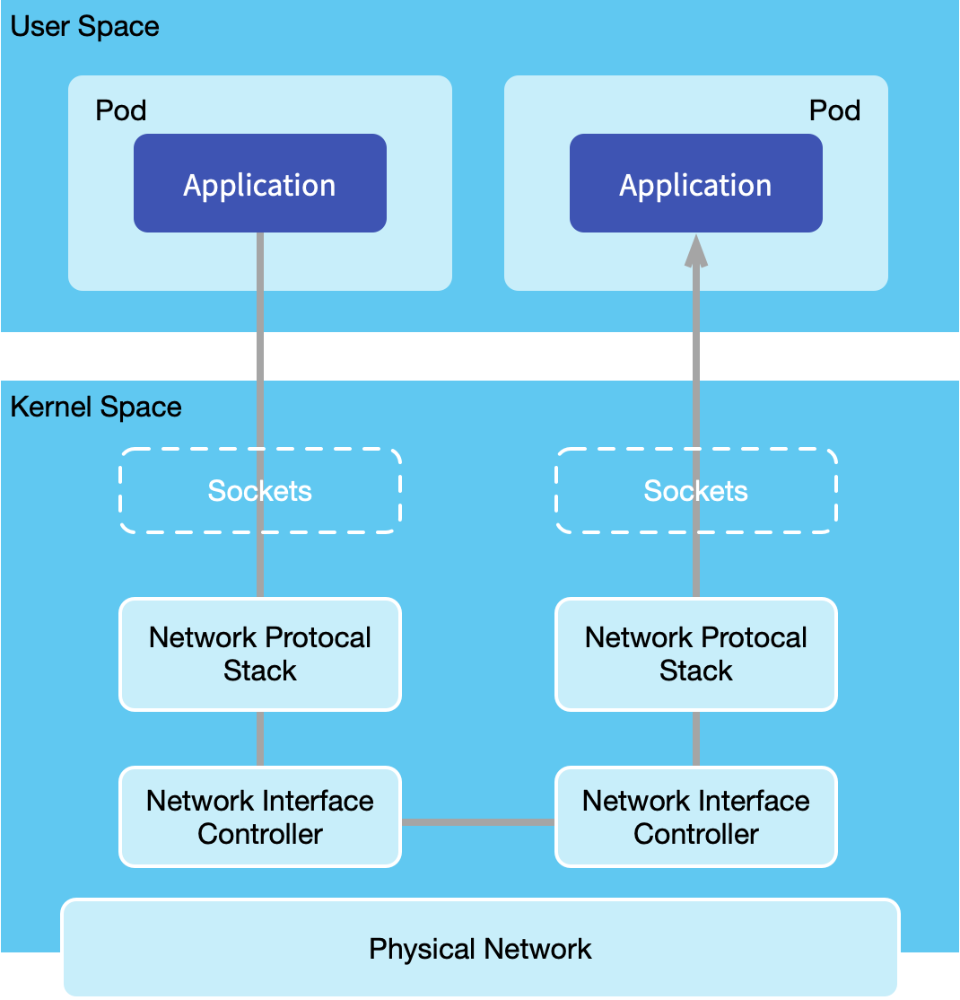 User Space
Pod
Pod
Application
Application
Kernel Space
Sockets
Sockets
Network Protocal
Stack
Network Protocal
Stack
Network Interface
Controller
Network Interface
Controller
Physical Network